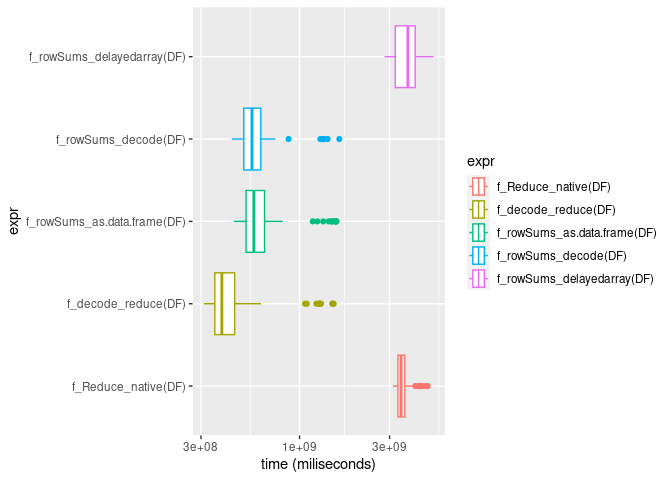 f_rowSums_delayedarray(DF)
f_rowSums_decode(DF)
f_rowSums_as.data.frame(DF)
f_decode_reduce(DF)
f_Reduce_native(DF)
expr
3e+08 1e+09 3e+09
time (miliseconds)
expr
f_Reduce_native(DF)
f_decode_reduce(DF)
f_rowSums_as.data.frame(DF)
f_rowSums_decode(DF)
f_rowSums_delayedarray(DF)